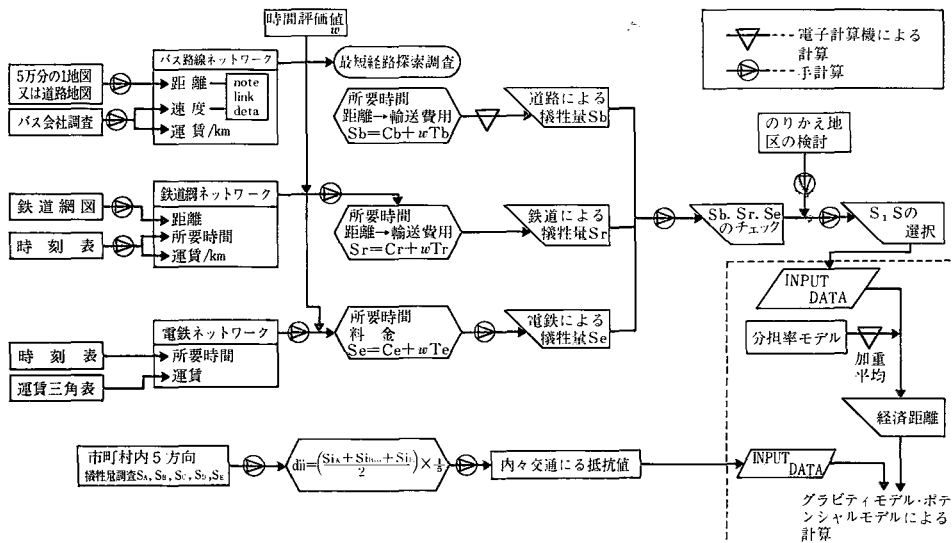 時間評価値
w
バス路線ネットワーク
5万分の1地図
又は道路地図
バス会社調査
距離
速度
運賃/km
note
link
deta
最短経路探索調査
所要時間
距離→輸送費用
Sb=Cb+wTb
道路による
犠牲量Sb
電子計算機による
計算
手計算
のりかえ地
区の検討
鉄道網図
時刻表
鉄道網ネットワーク
距離
所要時間
運賃/km
所要時間
距離→輸送費用
Sr=Cr+wTr
鉄道による
犠牲量Sr
Sb. Sr. Se
のチェック
S₁ Sの
選択
時刻表
運賃三角表
電鉄ネットワーク
所要時間
運賃
所要時間
料金
Se=Ce+wTe
電鉄による
犠牲量Se
INPUT
DATA
分担率モデル
加重
平均
経済距離
市町村内5方向
犠牲量調査SA, SB, SC, SD, SE
内々交通にる抵抗値
INPUT
DATA
グラビティモデル・ポテ
ンシャルモデルによる
計算